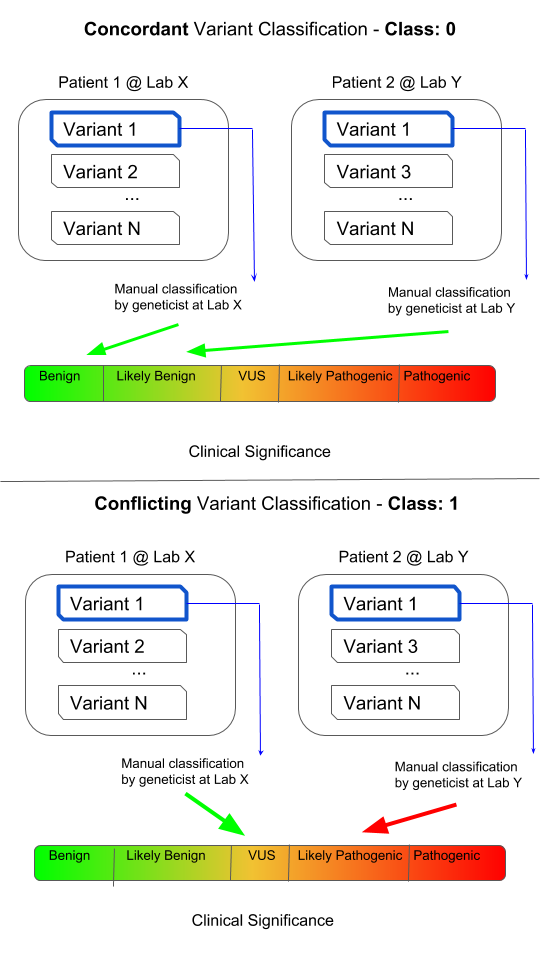 Concordant Variant Classification - Class: 0
Patient 1 @ Lab X
Patient 2 @ Lab Y
Variant 1
Variant 2
...
Variant N
Variant 1
Variant 3
...
Variant N
Manual classification
by geneticist at Lab X
Manual classification
by geneticist at Lab Y
Benign
Likely Benign
VUS
Likely Pathogenic
Pathogenic
Clinical Significance
Conflicting Variant Classification - Class: 1
Patient 1 @ Lab X
Patient 2 @ Lab Y
Variant 1
Variant 2
...
Variant N
Variant 1
Variant 3
...
Variant N
Manual classification
by geneticist at Lab X
Manual classification
by geneticist at Lab Y
Benign
Likely Benign
VUS
Likely Pathogenic
Pathogenic
Clinical Significance